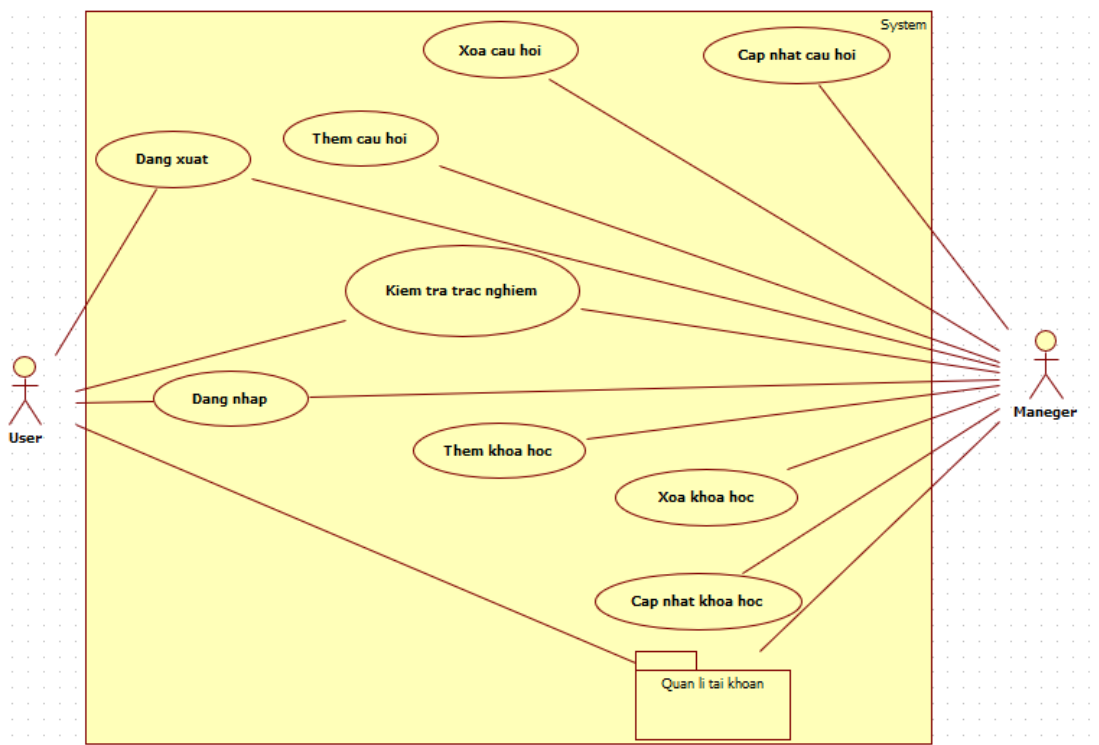 System
Xoa cau hoi
Cap nhat cau hoi
Them cau hoi
Dang xuat
Kiem tra trac nghiem
Dang nhap
User
Maneger
Them khoa hoc
Xoa khoa hoc
Cap nhat khoa hoc
Quan li tai khoan